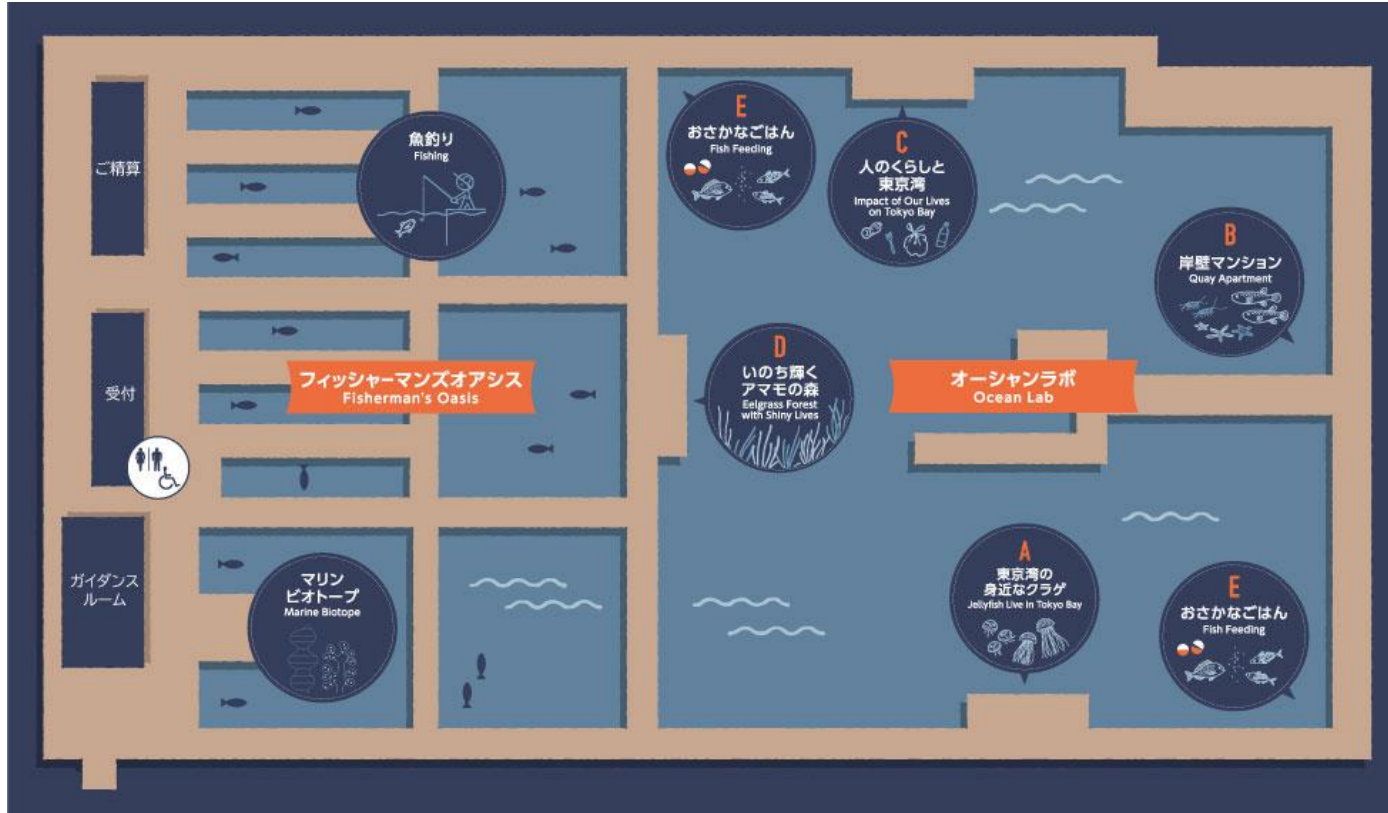 ご精算
受付
ガイダンス
ルーム
魚釣り
Fishing
フィッシャーマンズオアシス
Fisherman's Oasis
マリン
ビオトープ
Marine Biotope
E
おさかなごはん
Fish Feeding
C
人のくらしと
東京湾
Impact of Our Lives
on Tokyo Bay
B
岸壁マンション
Quay Apartment
D
いのち輝く
アマモの森
Eelgrass Forest
with Shiny Lives
オーシャンラボ
Ocean Lab
A
東京湾の
身近なクラゲ
Jellyfish Live in Tokyo Bay
E
おさかなごはん
Fish Feeding